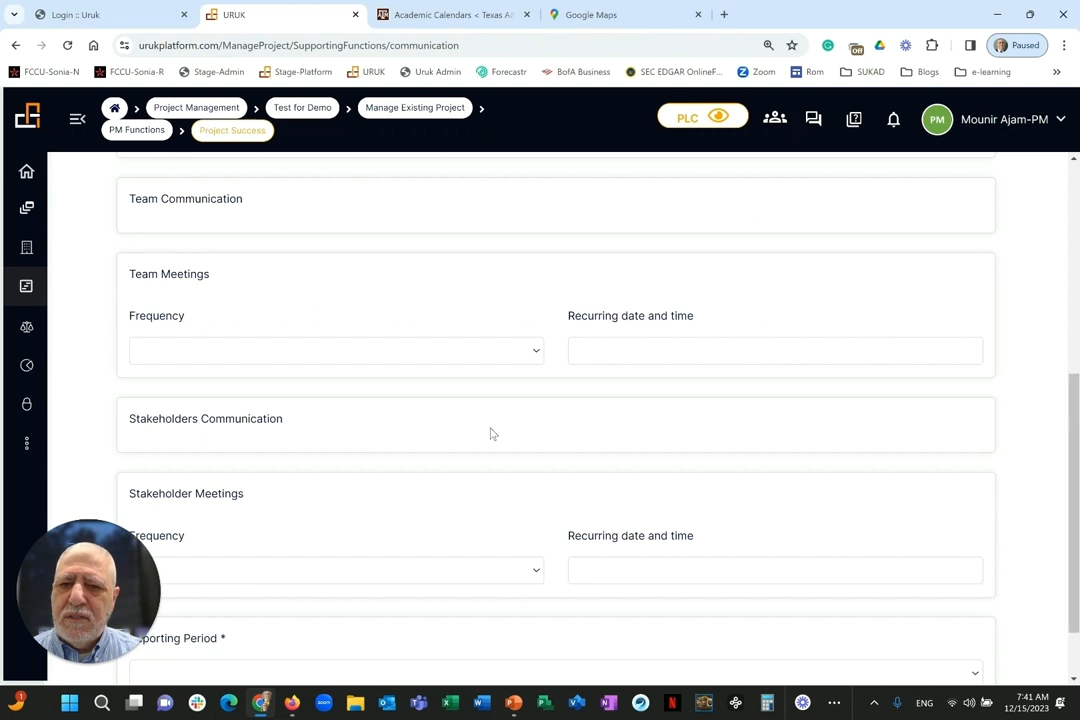 Login :: Uruk
URUK
Academic Calendars < Texas A&
Google Maps
urukplatform.com/ManageProject/SupportingFunctions/communication
Off
Paused
FCCU-Sonia-N
FCCU-Sonia-R
Stage-Admin
Stage-Platform
URUK
Uruk Admin
Forecastr
BofA Business
SEC EDGAR OnlineF...
Zoom
Rom
SUKAD
Blogs
e-learning
Project Management
Test for Demo
Manage Existing Project
PM Functions
Project Success
PLC
PM
Mounir Ajam-PM
Team Communication
Team Meetings
Frequency
Recurring date and time
Stakeholders Communication
Stakeholder Meetings
Frequency
Recurring date and time
porting Period *
1
zoom
ENG
7:41 AM
12/15/2023